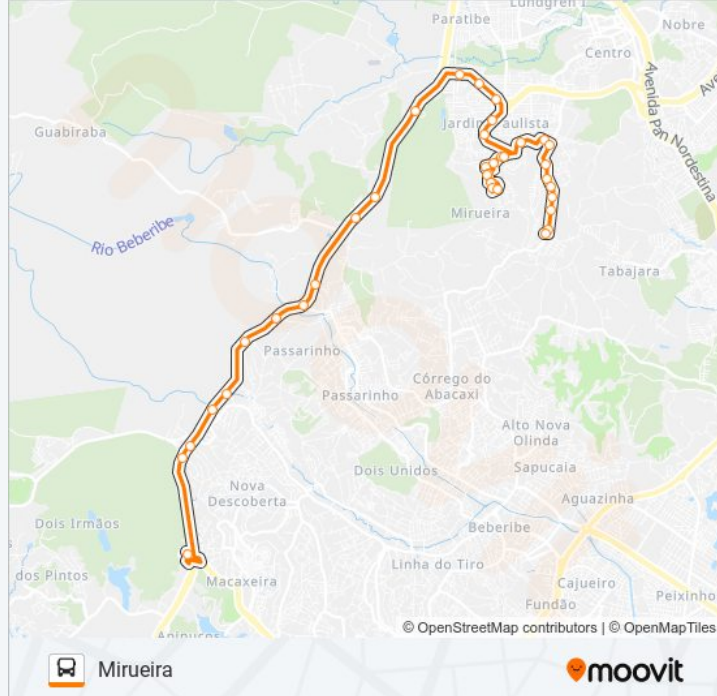 Lundgren I
Paratibe
Nobre
Centro
Guabiraba
Avenida Pan Nordestina
Jardim Paulista
Mirueira
Rio Beberibe
Tabajara
Passarinho
Córrego do
Abacaxi
Passarinho
Alto Nova
Olinda
Sapucaia
Dois Unidos
Nova
Descoberta
Aguazinha
Dois Irmãos
Beberibe
Linha do Tiro
dos Pintos
Macaxeira
Cajueiro
Peixinho
Fundão
Apipucos
© OpenStreetMap contributors | © OpenMapTiles
Mirueira
moovit